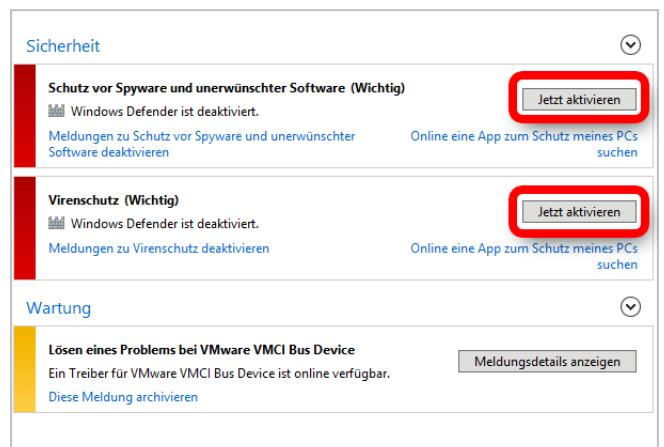 Sicherheit
Schutz vor Spyware und unerwünschter Software (Wichtig)
Jetzt aktivieren
Windows Defender ist deaktiviert.
Meldungen zu Schutz vor Spyware und unerwünschter
Software deaktivieren
Online eine App zum Schutz meines PCs
suchen
Virenschutz (Wichtig)
Jetzt aktivieren
Windows Defender ist deaktiviert.
Meldungen zu Virenschutz deaktivieren
Online eine App zum Schutz meines PCs
suchen
Wartung
Lösen eines Problems bei VMware VMCI Bus Device
Meldungsdetails anzeigen
Ein Treiber für VMware VMCI Bus Device ist online verfügbar.
Diese Meldung archivieren